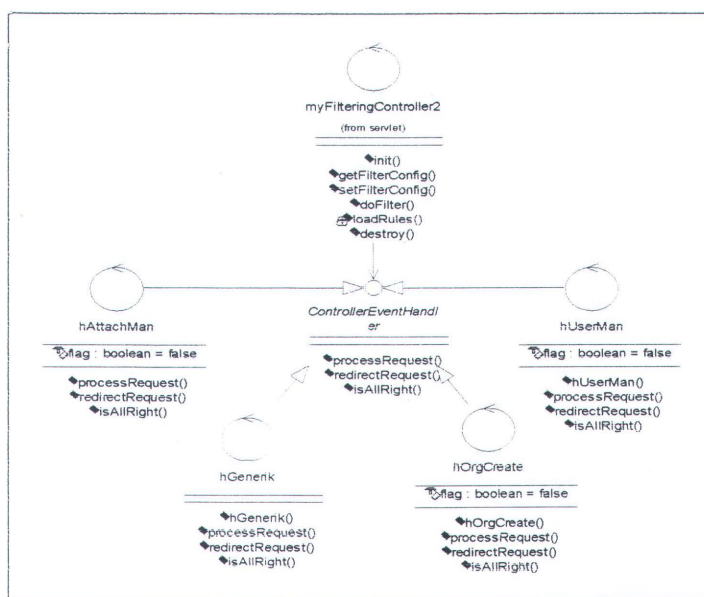 myFilteringController2
(from servlet)
init()
getFilterConfig()
setFilterConfig()
doFilter()
loadRules()
destroy()
hAttachMan
flag : boolean = false
processRequest()
redirectRequest()
isAllRight()
ControllerEventHandl
er
processRequest()
redirectRequest()
isAllRight()
hUserMan
flag : boolean = false
hUserMan()
processRequest()
redirectRequest()
isAllRight()
hGenerik
hGenerik()
processRequest()
redirectRequest()
isAllRight()
hOrgCreate
flag : boolean = false
hOrgCreate()
processRequest()
redirectRequest()
isAllRight()